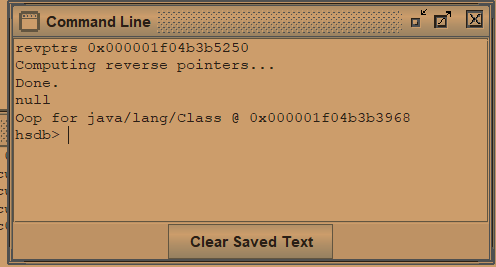 Command Line
revptrs 0x000001f04b3b5250
Computing reverse pointers...
Done.
null
Oop for java/lang/Class @ 0x000001f04b3b3968
hsdb>
Clear Saved Text